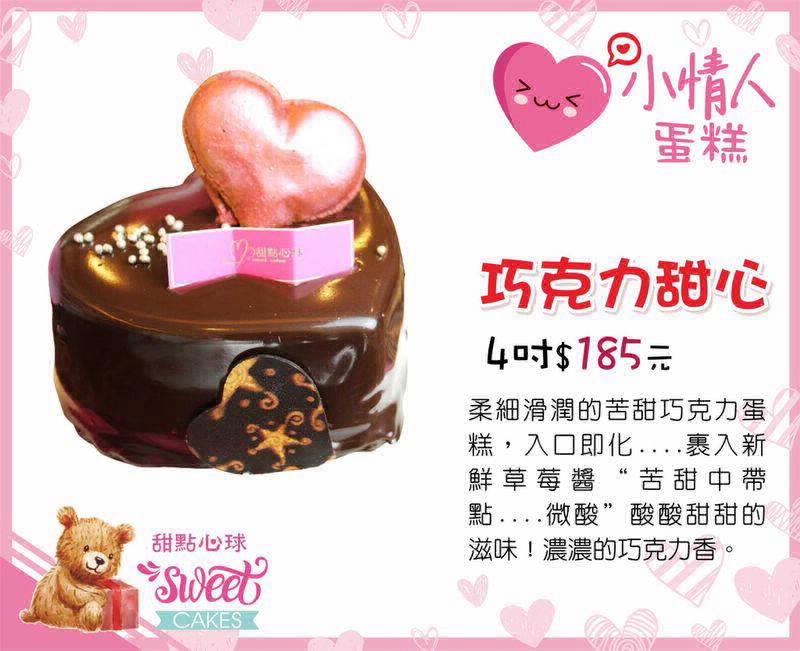 小情人
蛋糕
甜點心球
巧克力甜心
4吋$185元
柔細滑潤的苦甜巧克力蛋
糕，入口即化....裹入新
鮮草莓醬“苦甜中帶
點....微酸”酸酸甜甜的
滋味！濃濃的巧克力香。
甜點心球
sweet
CAKES